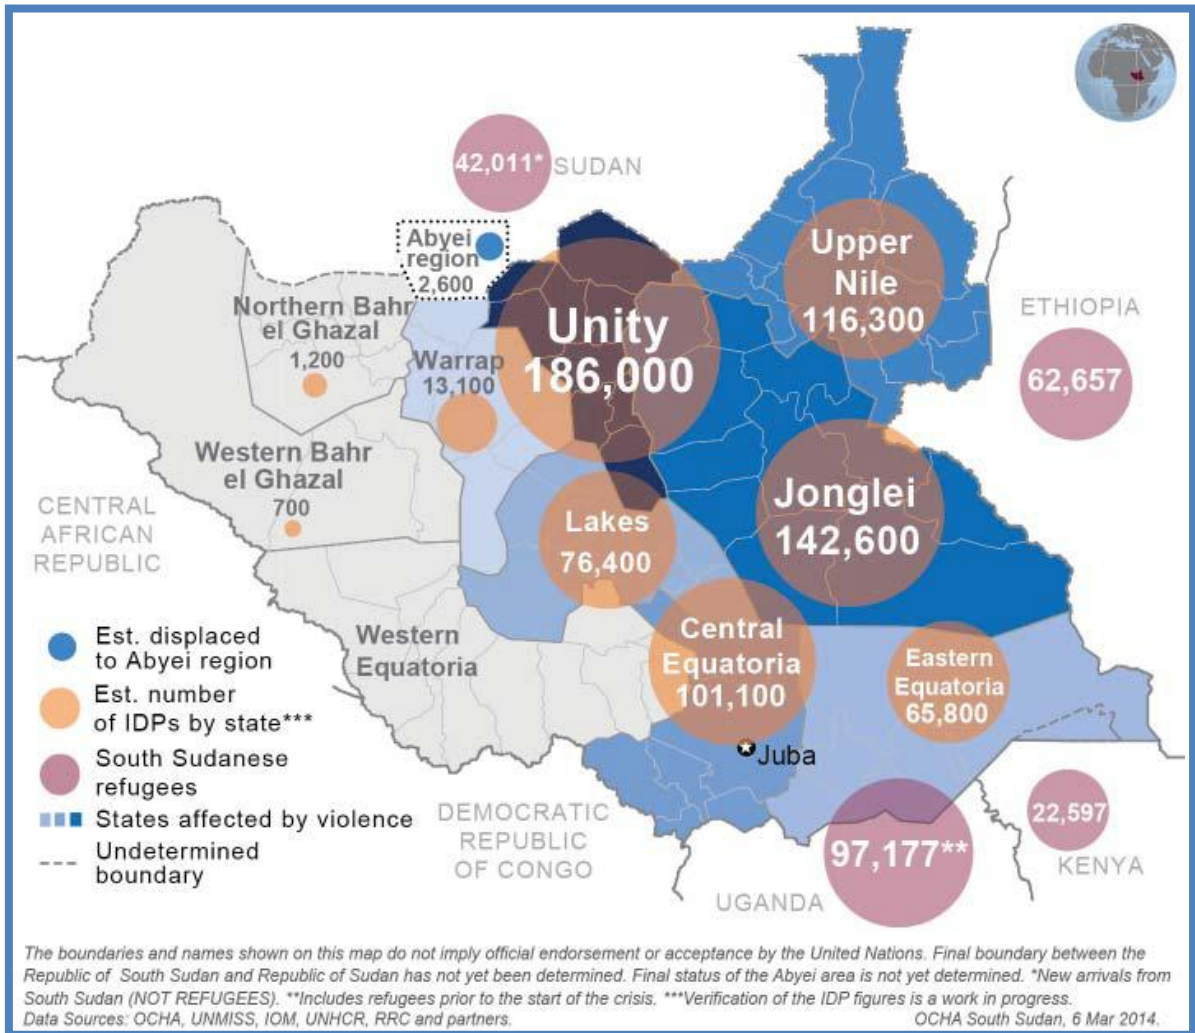 42,011*
SUDAN
Abyei
region
2,600
Upper
Nile
116,300
ETHIOPIA
62,657
Northern Bahr
el Ghazal
1,200
Warrap
13,100
Unity
186,000
Western Bahr
el Ghazal
700
CENTRAL
AFRICAN
REPUBLIC
Lakes
76,400
Jonglei
142,600
Western
Equatoria
Central
Equatoria
101,100
Eastern
Equatoria
65,800
Juba
Est. displaced
to Abyei region
Est. number
of IDPs by state***
South Sudanese
refugees
States affected by violence
Undetermined
boundary
DEMOCRATIC
REPUBLIC
OF CONGO
97,177**
UGANDA
22,597
KENYA
The boundaries and names shown on this map do not imply official endorsement or acceptance by the United Nations. Final boundary between the
Republic of South Sudan and Republic of Sudan has not yet been determined. Final status of the Abyei area is not yet determined. *New arrivals from
South Sudan (NOT REFUGEES). **Includes refugees prior to the start of the crisis. ***Verification of the IDP figures is a work in progress.
Data Sources: OCHA, UNMISS, IOM, UNHCR, RRC and partners. OCHA South Sudan, 6 Mar 2014.